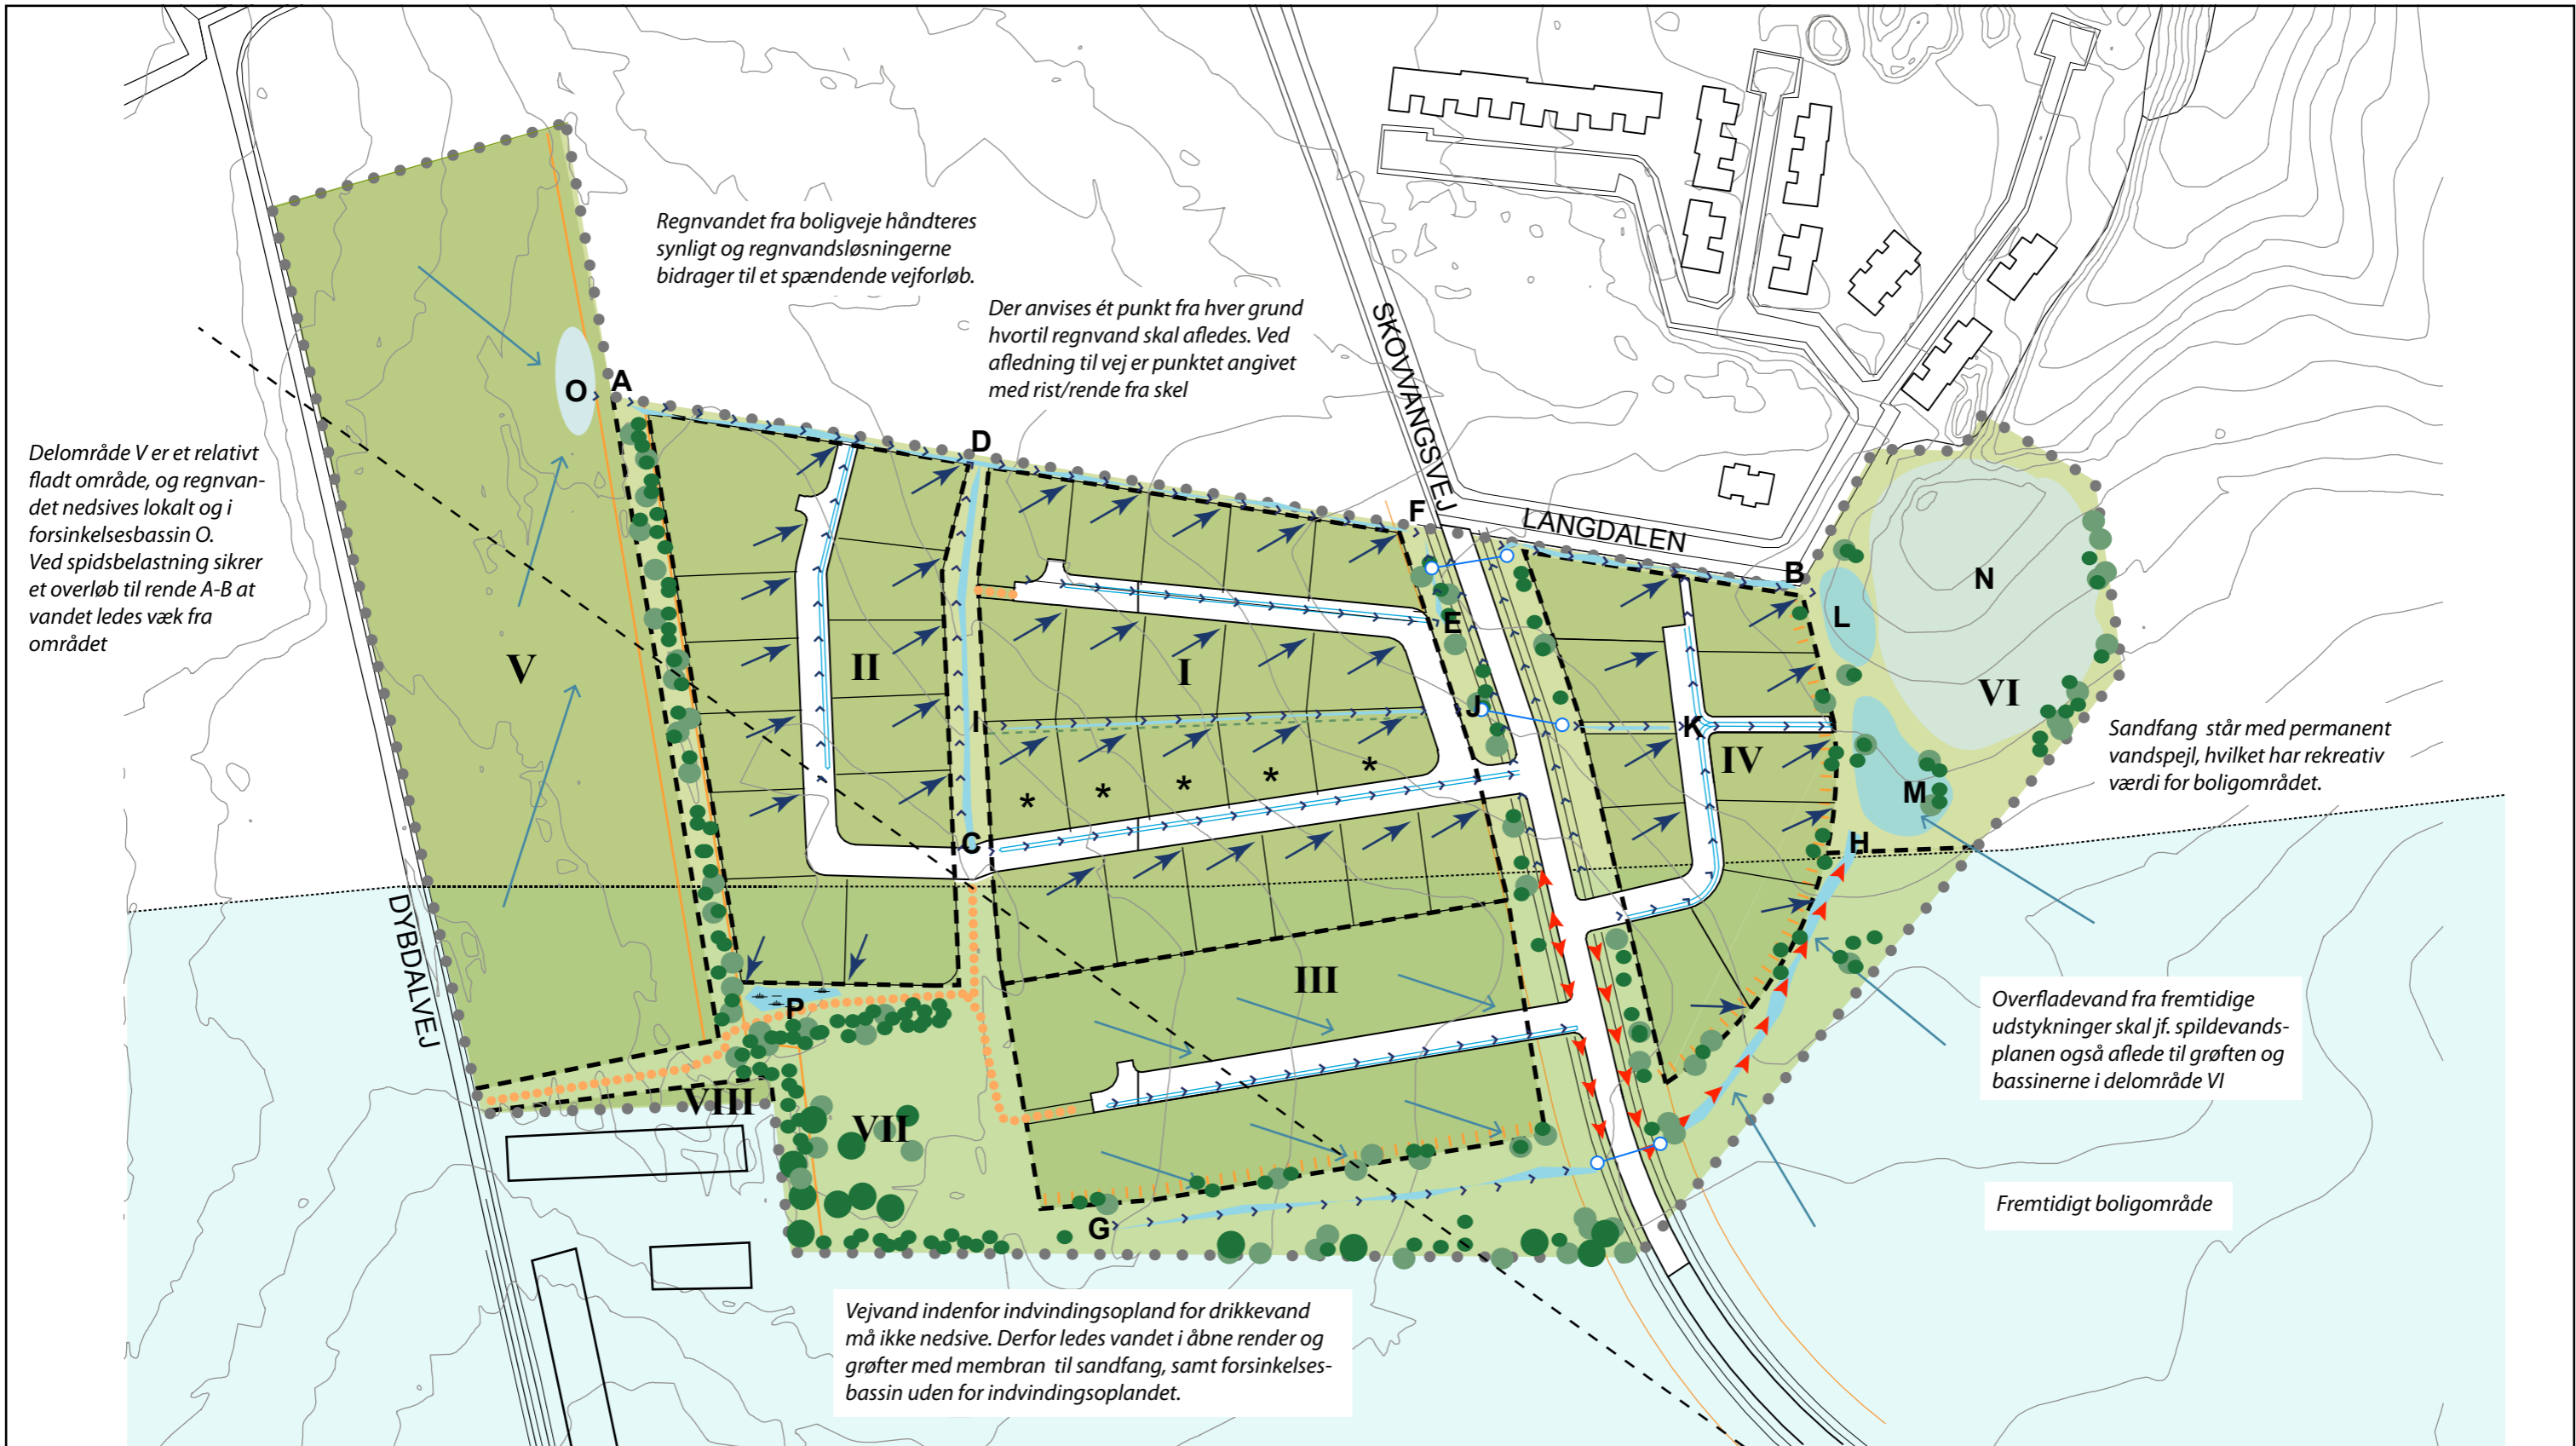 Regnvandet fra boligveje håndteres
synligt og regnvandsløsningerne
bidrager til et spændende vejforløb.
Der anvises ét punkt fra hver grund
hvortil regnvand skal afledes. Ved
afledning til vej er punktet angivet
med rist/rende fra skel
SKOVVANGSVEJ
LANGDALEN
Delområde V er et relativt
fladt område, og regnvan-
det nedsives lokalt og i
forsinkelsesbassin O.
Ved spidsbelastning sikrer
et overløb til rende A-B at
vandet ledes væk fra
området
O
A
D
F
B
E
L
N
V
II
I
VI
I
J
K
IV
M
C
H
* * * * *
Sandfang står med permanent
vandspejl, hvilket har rekreativ
værdi for boligområdet.
DYBDALVEJ
III
P
Overfladevand fra fremtidige
udstykninger skal jf. spildevands-
planen også aflede til grøften og
bassinerne i delområde VI
VIII
VII
G
Fremtidigt boligområde
Vejvand indenfor indvindingsopland for drikkevand
må ikke nedsive. Derfor ledes vandet i åbne render og
grøfter med membran til sandfang, samt forsinkelses-
bassin uden for indvindingsoplandet.